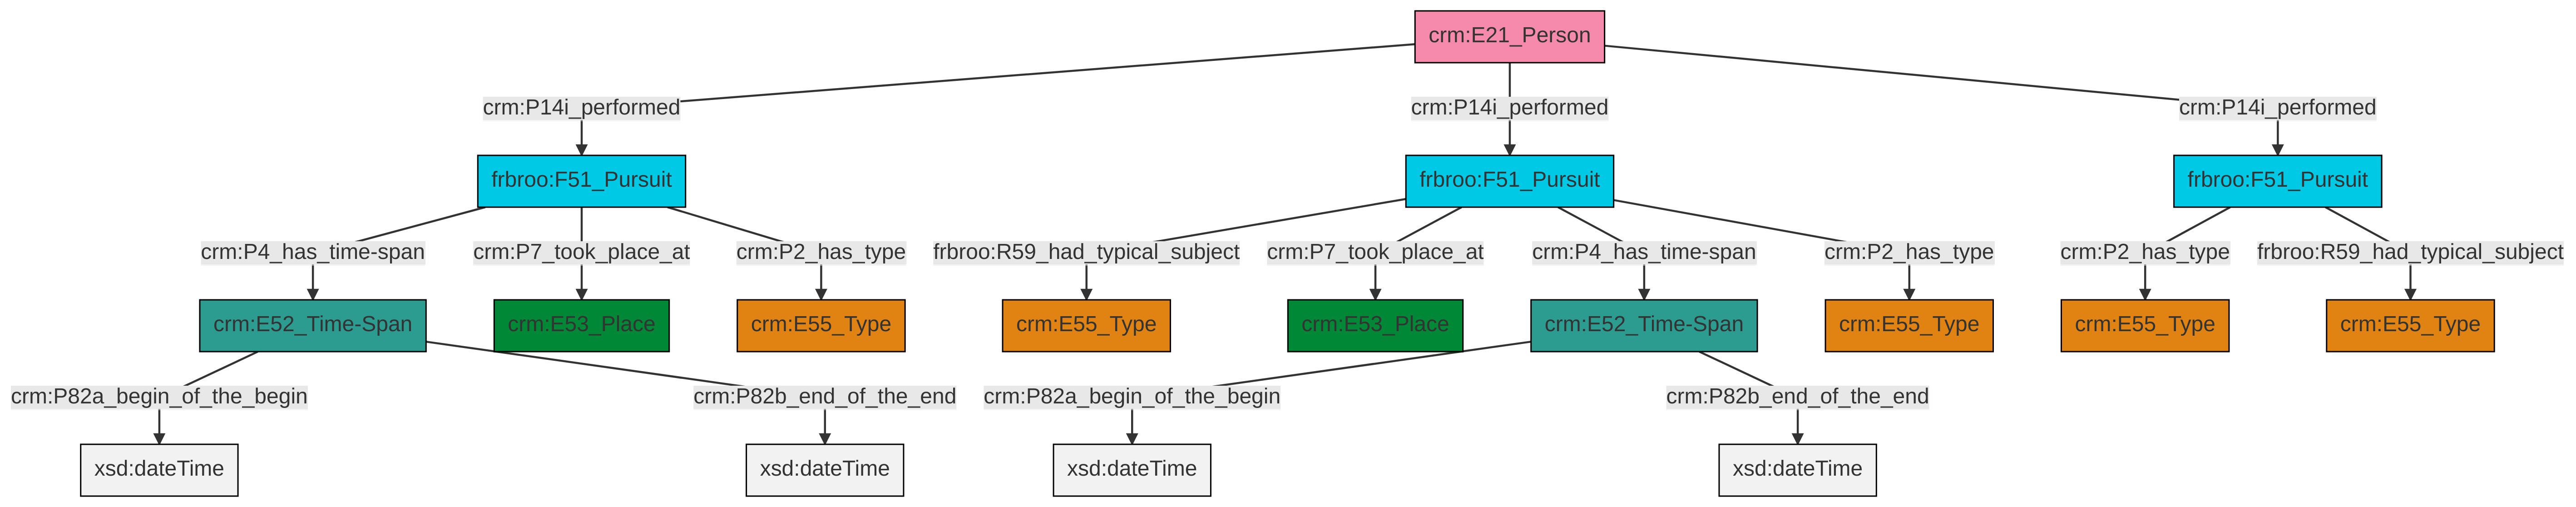 crm:E21_Person
crm:P14i_performed
crm:P14i_performed
crm:P14i_performed
frbroo:F51_Pursuit
frbroo:F51_Pursuit
frbroo:F51_Pursuit
crm:P4_has_time-span
crm:P7_took_place_at
crm:P2_has_type
frbroo:R59_had_typical_subject
crm:P7_took_place_at
crm:P4_has_time-span
crm:P2_has_type
crm:P2_has_type
frbroo:R59_had_typical_subject
crm:E52_Time-Span
crm:E53_Place
crm:E55_Type
crm:E55_Type
crm:E53_Place
crm:E52_Time-Span
crm:E55_Type
crm:E55_Type
crm:E55_Type
crm:P82a_begin_of_the_begin
crm:P82b_end_of_the_end
crm:P82a_begin_of_the_begin
crm:P82b_end_of_the_end
xsd:dateTime
xsd:dateTime
xsd:dateTime
xsd:dateTime